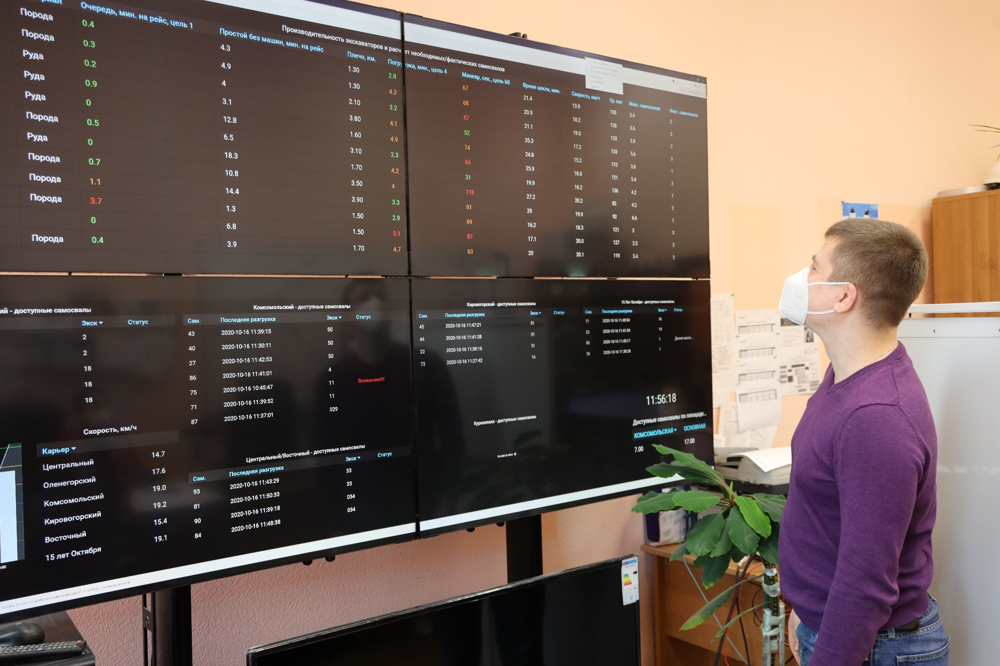 Производительность экскаваторов и расчет необходимых/фактических самосвалов
Очередь, мин. на рейс, цель 1 Простой без машин, мин. на рейс Плечо, км. Погрузка, мин., цель 4 Маневр, сек., цель 60 Время цикла, мин. Скорость, км/ч Ср. вес Макс. самосвалов Факт. самосвалов
Порода 0.4 4.3 1.30 2.8 67 21.4 13.9 126 3.4 2
Порода 0.3 4.9 1.30 4.3 68 20.9 18.2 126 3.6 2
Руда 0.2 4 2.10 3.2 87 21.1 19.0 133 3.8 2
Руда 0.9 3.1 3.80 4.1 52 35.3 17.2 133 5.6 3
Руда 0 12.8 1.60 4.9 74 24.8 15.2 112 3.8 1
Порода 0.5 6.5 3.10 2.3 84 25.9 18.8 121 5.4 3
Руда 0 18.3 1.70 4.2 31 19.9 16.2 136 4.2 1
Порода 0.7 10.8 3.50 4 118 27.2 20.2 82 4.2 2
Порода 1.1 14.4 3.90 3.3 61 29 19.9 92 6.6 1
Порода 3.7 1.3 1.50 2.9 69 16.2 18.3 121 3 3
0 6.8 1.50 5.1 87 17.1 20.0 127 2.5 2
Порода 0.4 3.9 1.70 4.7 63 20 20.1 119 3.4 2
ий - доступные самосвалы
Экск Статус
2
2
18
18
18
Скорость, км/ч
Карьер
Центральный 14.7
Оленегорский 17.6
Комсомольский 19.0
Кировогорский 19.2
Восточный 15.4
15 лет Октября 19.1
Комсомольский - доступные самосвалы
Сам. Последняя разгрузка Экск Статус
43 2020-10-16 11:39:15 50
40 2020-10-16 11:30:11 50
27 2020-10-16 11:42:53 50
86 2020-10-16 11:41:01 4
75 2020-10-16 10:45:47 11 Внимание!!!!
71 2020-10-16 11:39:52 11
87 2020-10-16 11:37:01 029
Центральный/Восточный - доступные самосвалы
Сам. Последняя разгрузка Экск Статус
93 2020-10-16 11:43:29 33
81 2020-10-16 11:50:33 33
90 2020-10-16 11:39:18 034
84 2020-10-16 11:48:38 034
Кировогорский - доступные самосвалы
Сам. Последняя разгрузка Экск Статус
45 2020-10-16 11:47:21 51
44 2020-10-16 11:41:28 51
22 2020-10-16 11:38:16 51
73 2020-10-16 11:27:42 16
15 Лет Октября - доступные самосвалы
Сам. Последняя разгрузка Экск Статус
77 2020-10-16 11:49:54 14
23 2020-10-16 11:41:54 14
85 2020-10-16 11:45:17 1 Долив масла...
26 2020-10-16 11:38:38 1
Куркенпахк - доступные самосвалы
No data to show
11:56:18
Доступные самосвалы по площадк...
КОМСОМОЛЬСКАЯ ОСНОВНАЯ
7.00 17.00
чтобы он начал работать как новенький? И кстати, с возвращением!